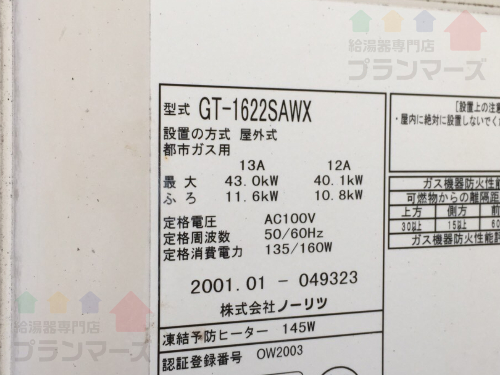 給湯器専門店
プランマーズ
型式 GT-1622SAWX
設置の方式 屋外式
都市ガス用
13A 12A
最大 43.0kW 40.1kW
ふろ 11.6kW 10.8kW
定格電圧 AC100V
定格周波数 50/60Hz
定格消費電力 135/160W
2001.01 - 049323
株式会社ノーリツ
凍結予防ヒーター 145W
認証登録番号 OW2003
[設置上の注意
・屋内に絶対に設置しないでくだ
ガス機器防火性能
可燃物からの離隔距
上方 側方 前
30以上 15以上 60
ガス機器防火性能評
給湯器専門店
プランマーズ